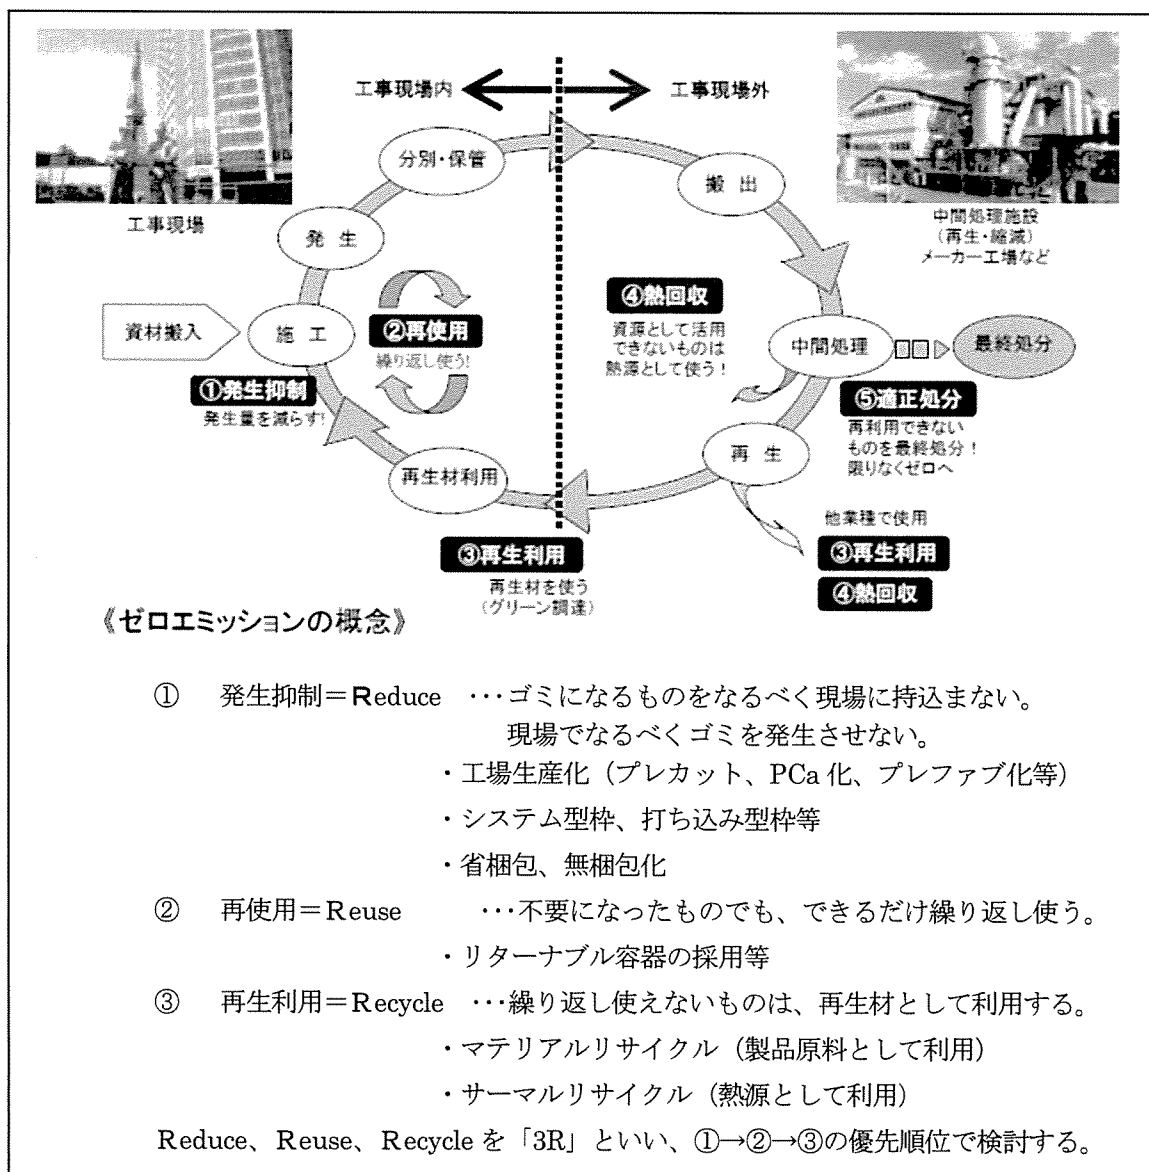 工事現場内
工事現場外
分別・保管
搬 出
工事現場
中間処理施設
(再生・縮減)
メーカー工場など
発 生
資材搬入
施 工
②再使用
繰り返し使う!
①発生抑制
発生量を減らす!
④熱回収
資源として活用
できないものは
熱源として使う!
中間処理
最終処分
⑤適正処分
再利用できない
ものを最終処分!
限りなくゼロへ
再 生
再生材利用
他業種で使用
③再生利用
④熱回収
③再生利用
再生材を使う
(グリーン調達)
《ゼロエミッションの概念》
① 発生抑制=Reduce ・・・ゴミになるものをなるべく現場に持込まない。
現場でなるべくゴミを発生させない。
・工場生産化(プレカット、PCa 化、プレファブ化等)
・システム型枠、打ち込み型枠等
・省梱包、無梱包化
② 再使用=Reuse ・・・不要になったものでも、できるだけ繰り返し使う。
・リターナブル容器の採用等
③ 再生利用=Recycle ・・・繰り返し使えないものは、再生材として利用する。
・マテリアルリサイクル(製品原料として利用)
・サーマルリサイクル(熱源として利用)
Reduce、Reuse、Recycle を「3R」といい、①→②→③の優先順位で検討する。